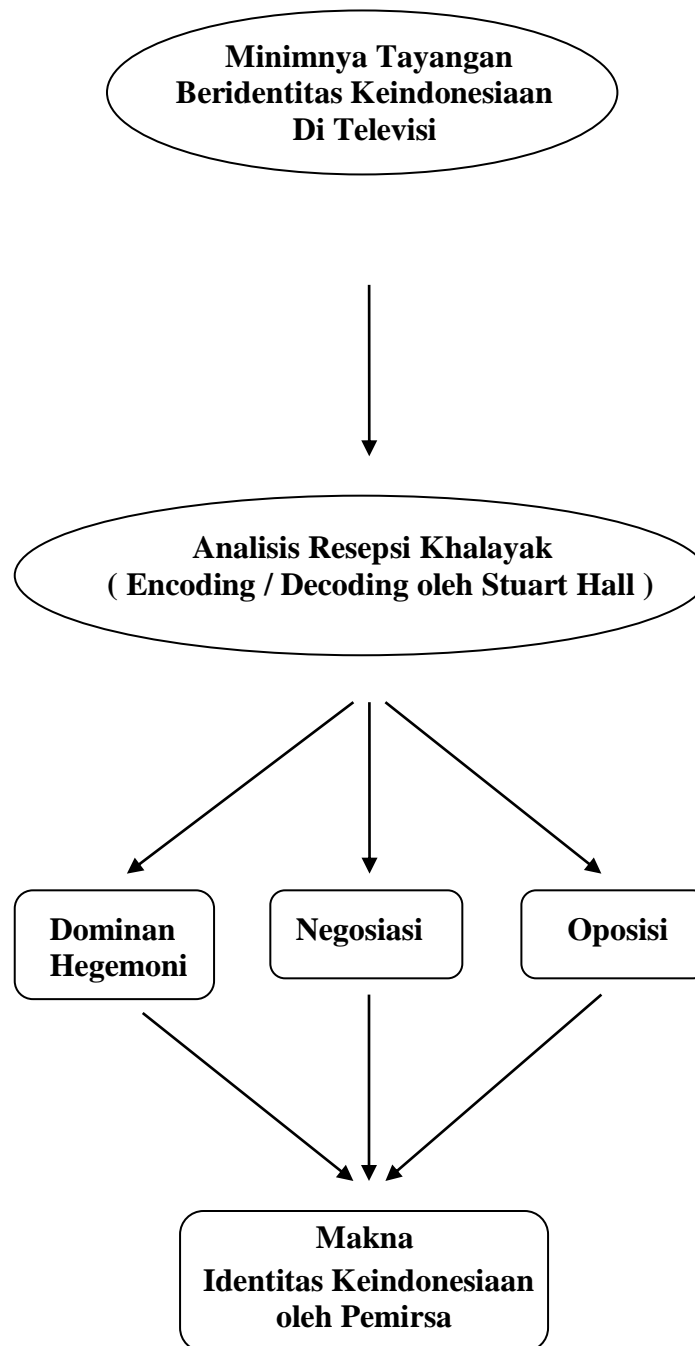 Minimnya Tayangan
Beridentitas Keindonesiaan
Di Televisi
Analisis Resepsi Khalayak
( Encoding / Decoding oleh Stuart Hall )
Dominan
Hegemoni
Negosiasi
Oposisi
Makna
Identitas Keindonesiaan
oleh Pemirsa